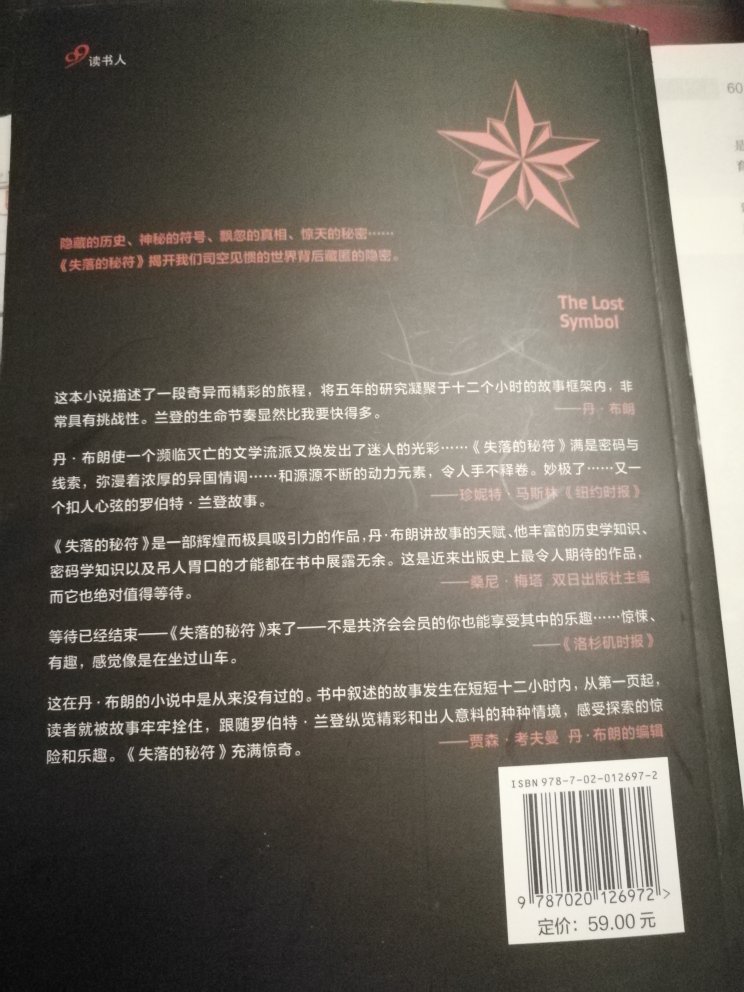 99读书人
60
隐藏的历史、神秘的符号、飘忽的真相、惊天的秘密……
《失落的秘符》揭开我们司空见惯的世界背后藏匿的隐密。
The Lost
Symbol
这本小说描述了一段奇异而精彩的旅程，将五年的研究凝聚于十二个小时的故事框架内，非
常具有挑战性。兰登的生命节奏显然比我要快得多。 ——丹·布朗
丹·布朗使一个濒临灭亡的文学流派又焕发出了迷人的光彩……《失落的秘符》满是密码与
线索，弥漫着浓厚的异国情调……和源源不断的动力元素，令人手不释卷。妙极了……又一
个扣人心弦的罗伯特·兰登故事。 ——珍妮特·马斯林《纽约时报》
《失落的秘符》是一部辉煌而极具吸引力的作品，丹·布朗讲故事的天赋、他丰富的历史学知识、
密码学知识以及吊人胃口的才能都在书中展露无余。这是近来出版史上最令人期待的作品，
而它也绝对值得等待。 ——桑尼·梅塔 双日出版社主编
等待已经结束——《失落的秘符》来了——不是共济会会员的你也能享受其中的乐趣……惊悚、
有趣，感觉像是在坐过山车。 ——《洛杉矶时报》
这在丹·布朗的小说中是从来没有过的。书中叙述的故事发生在短短十二小时内，从第一页起，
读者就被故事牢牢拴住，跟随罗伯特·兰登纵览精彩和出人意料的种种情境，感受探索的惊
险和乐趣。《失落的秘符》充满惊奇。 ——贾森·考夫曼 丹·布朗的编辑
ISBN 978-7-02-012697-2
9 787020 126972 >
定价：59.00 元